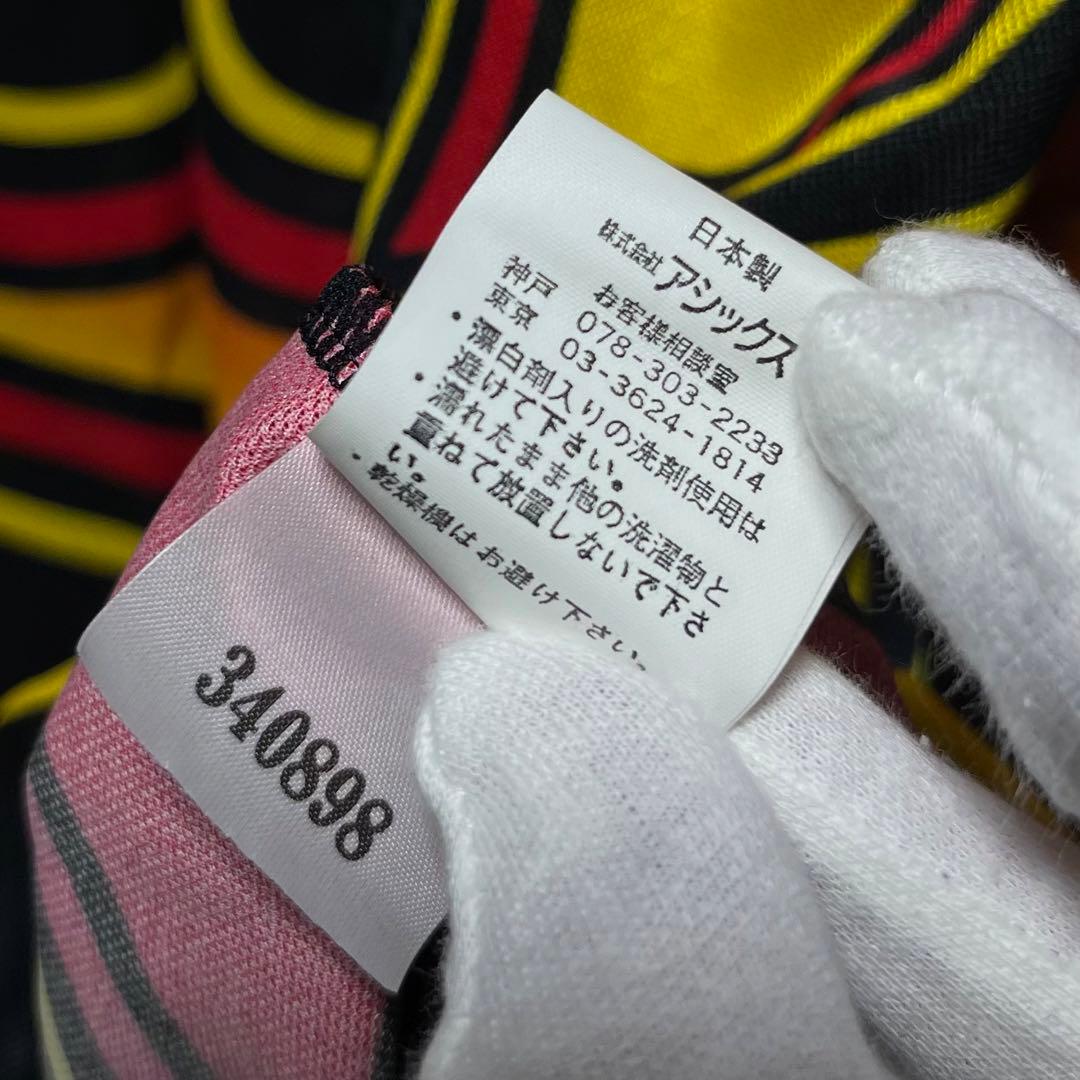 日本製
株式会社 アシックス
お客様相談室
神戸 078-303-2233
東京 03-3624-1814
・漂白剤入りの洗剤使用は
避けて下さい。
・濡れたまま他の洗濯物と
重ねて放置しないで下さ
い。
・乾燥機はお避け下さい。
340898